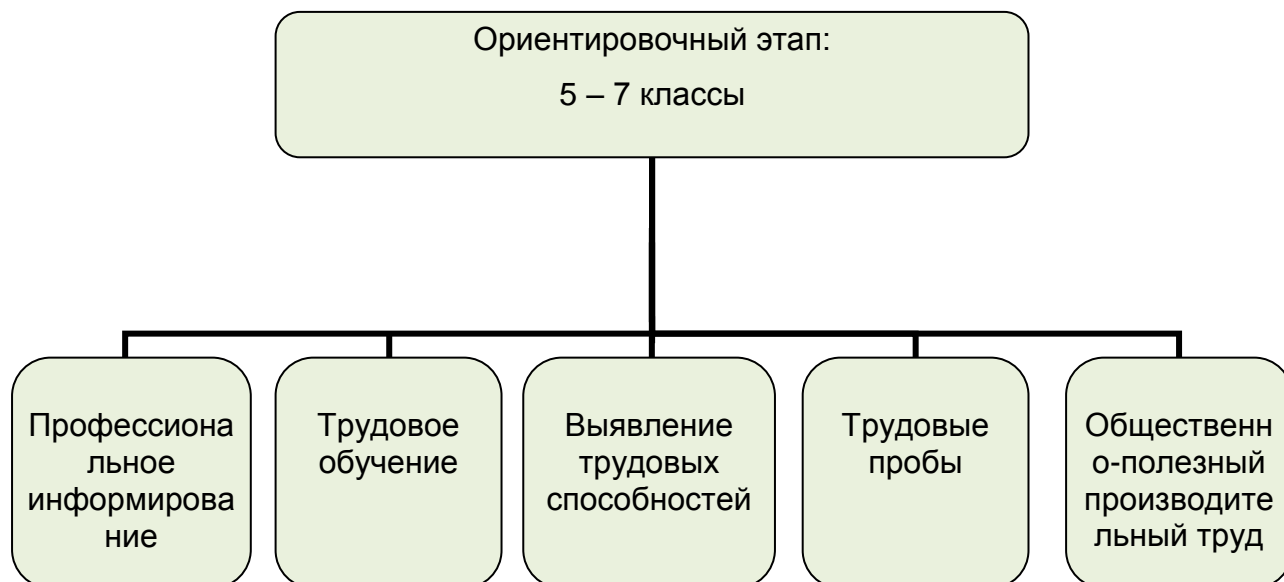 Ориентировочный этап:
5 – 7 классы
Профессиона
льное
информирова
ние
Трудовое
обучение
Выявление
трудовых
способностей
Трудовые
пробы
Общественн
о-полезный
производите
льный труд